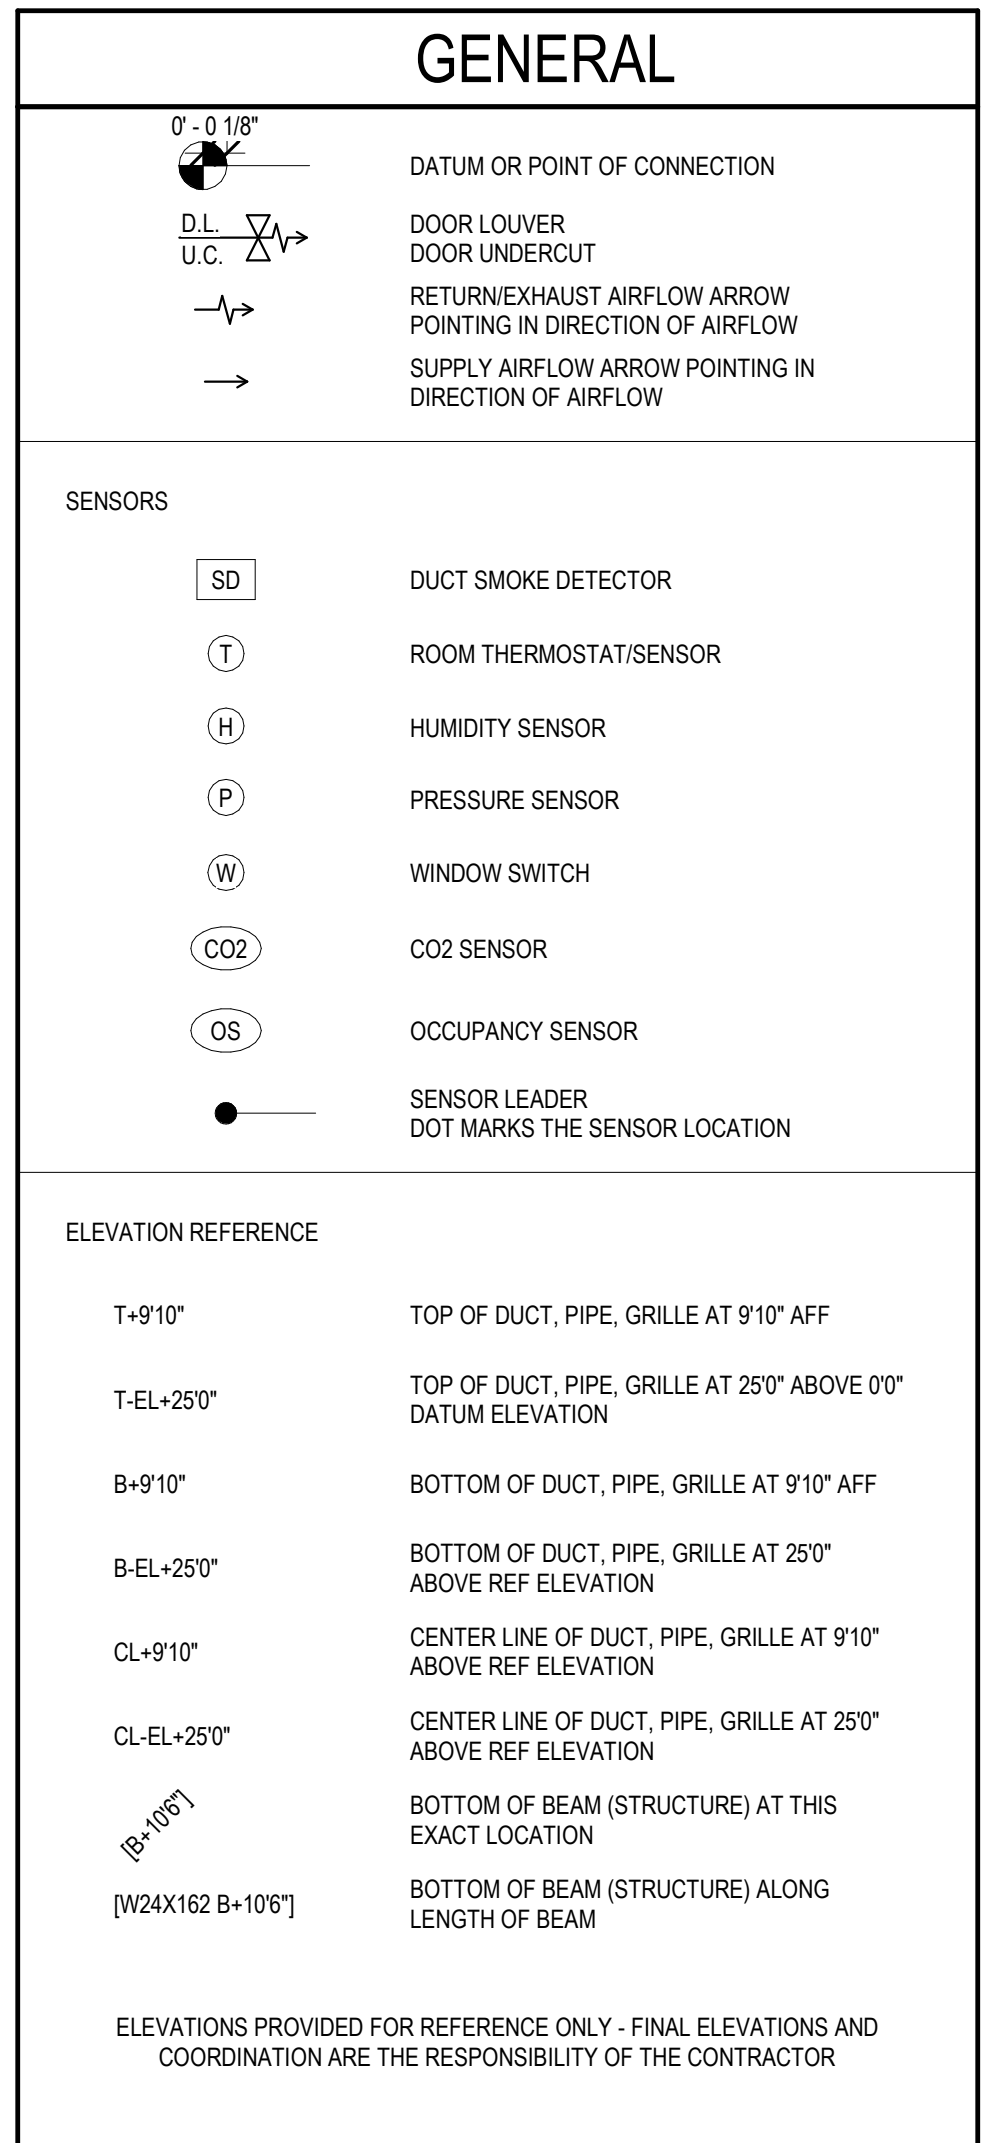 GENERAL
0' - 0 1/8"
DATUM OR POINT OF CONNECTION
D.L.
U.C.
DOOR LOUVER
DOOR UNDERCUT
RETURN/EXHAUST AIRFLOW ARROW
POINTING IN DIRECTION OF AIRFLOW
SUPPLY AIRFLOW ARROW POINTING IN
DIRECTION OF AIRFLOW
SENSORS
SD
DUCT SMOKE DETECTOR
T
ROOM THERMOSTAT/SENSOR
H
HUMIDITY SENSOR
P
PRESSURE SENSOR
W
WINDOW SWITCH
CO2
CO2 SENSOR
OS
OCCUPANCY SENSOR
SENSOR LEADER
DOT MARKS THE SENSOR LOCATION
ELEVATION REFERENCE
T+9'10"
TOP OF DUCT, PIPE, GRILLE AT 9'10" AFF
T-EL+25'0"
TOP OF DUCT, PIPE, GRILLE AT 25'0" ABOVE 0'0"
DATUM ELEVATION
B+9'10"
BOTTOM OF DUCT, PIPE, GRILLE AT 9'10" AFF
B-EL+25'0"
BOTTOM OF DUCT, PIPE, GRILLE AT 25'0"
ABOVE REF ELEVATION
CL+9'10"
CENTER LINE OF DUCT, PIPE, GRILLE AT 9'10"
ABOVE REF ELEVATION
CL-EL+25'0"
CENTER LINE OF DUCT, PIPE, GRILLE AT 25'0"
ABOVE REF ELEVATION
[B+10'6"]
BOTTOM OF BEAM (STRUCTURE) AT THIS
EXACT LOCATION
[W24X162 B+10'6"]
BOTTOM OF BEAM (STRUCTURE) ALONG
LENGTH OF BEAM
ELEVATIONS PROVIDED FOR REFERENCE ONLY - FINAL ELEVATIONS AND
COORDINATION ARE THE RESPONSIBILITY OF THE CONTRACTOR